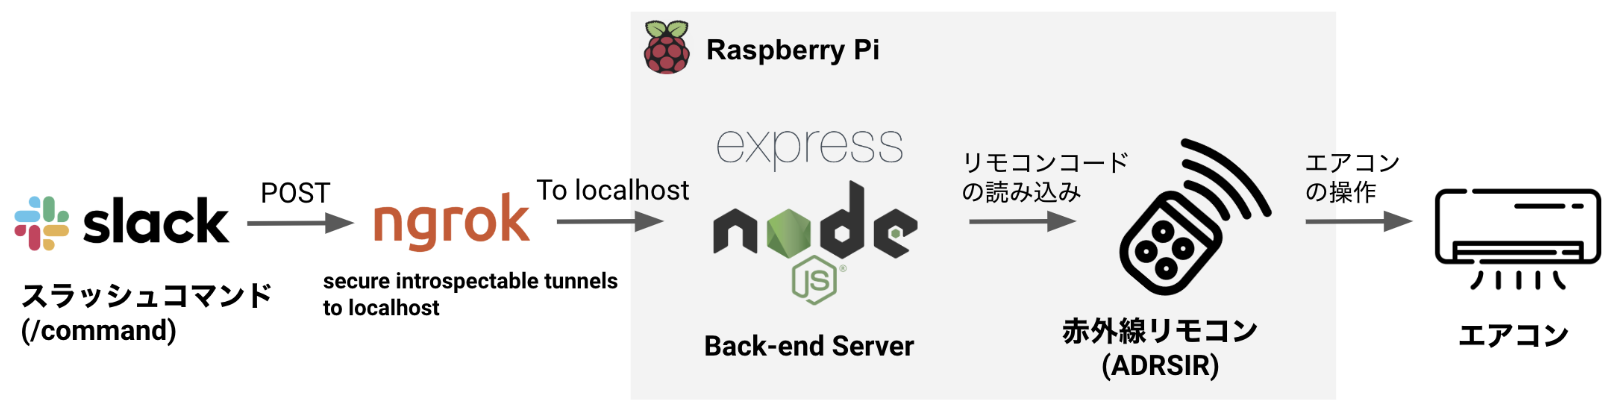 Raspberry Pi
slack
スラッシュコマンド
(/command)
POST
ngrok
secure introspectable tunnels
to localhost
To localhost
express
node
JS
®
Back-end Server
リモコンコード
の読み込み
赤外線リモコン
(ADRSIR)
エアコン
の操作
エアコン